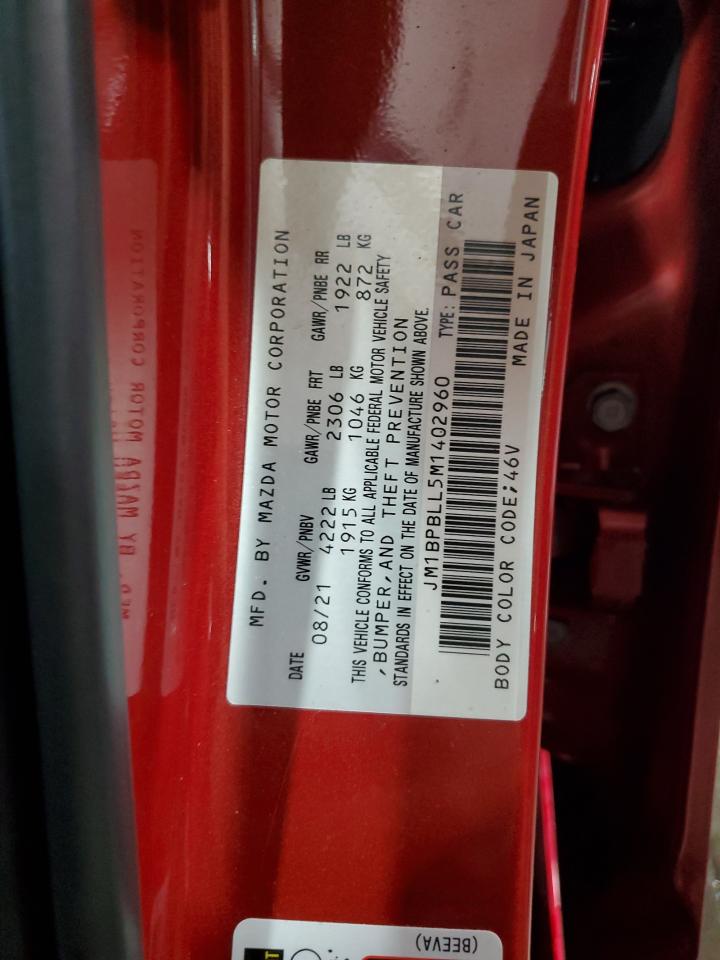 MFD. BY MAZDA MOTOR CORPORATION
DATE GVWR/PNBV GAWR/PNBE FRT GAWR/PNBE RR
08/21 4222 LB 2306 LB 1922 LB
1915 KG 1046 KG 872 KG
THIS VEHICLE CONFORMS TO ALL APPLICABLE FEDERAL MOTOR VEHICLE SAFETY
,BUMPER,AND THEFT PREVENTION
STANDARDS IN EFFECT ON THE DATE OF MANUFACTURE SHOWN ABOVE.
JM1BPBLL5M1402960 TYPE: PASS CAR
BODY COLOR CODE;46V MADE IN JAPAN
(BEEVA)